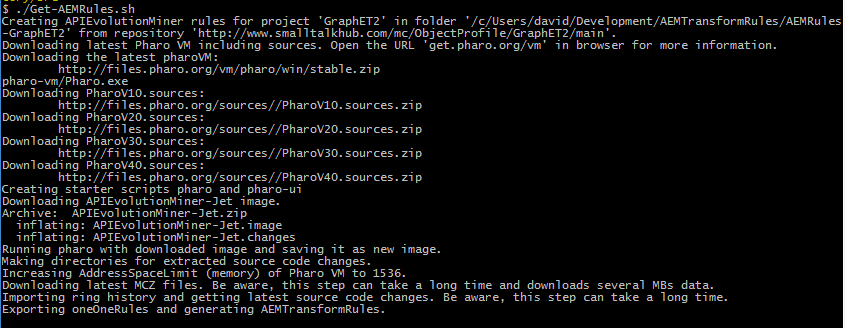 $ ./Get-AEMRules.sh
Creating APIEvolutionMiner rules for project 'GraphET2' in folder '/c/Users/david/Development/AEMTransformRules/AEMRules
-GraphET2' from repository 'http://www.smalltalkhub.com/mc/ObjectProfile/GraphET2/main'.
Downloading latest Pharo VM including sources. Open the URL 'get.pharo.org/vm' in browser for more information.
Downloading the latest pharoVM:
http://files.pharo.org/vm/pharo/win/stable.zip
pharo-vm/Pharo.exe
Downloading PharoV10.sources:
http://files.pharo.org/sources//PharoV10.sources.zip
Downloading PharoV20.sources:
http://files.pharo.org/sources//PharoV20.sources.zip
Downloading PharoV30.sources:
http://files.pharo.org/sources//PharoV30.sources.zip
Downloading PharoV40.sources:
http://files.pharo.org/sources//PharoV40.sources.zip
Creating starter scripts pharo and pharo-ui
Downloading APIEvolutionMiner-Jet image.
Archive:  APIEvolutionMiner-Jet.zip
inflating: APIEvolutionMiner-Jet.image
inflating: APIEvolutionMiner-Jet.changes
Running pharo with downloaded image and saving it as new image.
Making directories for extracted source code changes.
Increasing AddressSpaceLimit (memory) of Pharo VM to 1536.
Downloading latest MCZ files. Be aware, this step can take a long time and downloads several MBs data.
Importing ring history and getting latest source code changes. Be aware, this step can take a long time.
Exporting oneOneRules and generating AEMTransformRules.